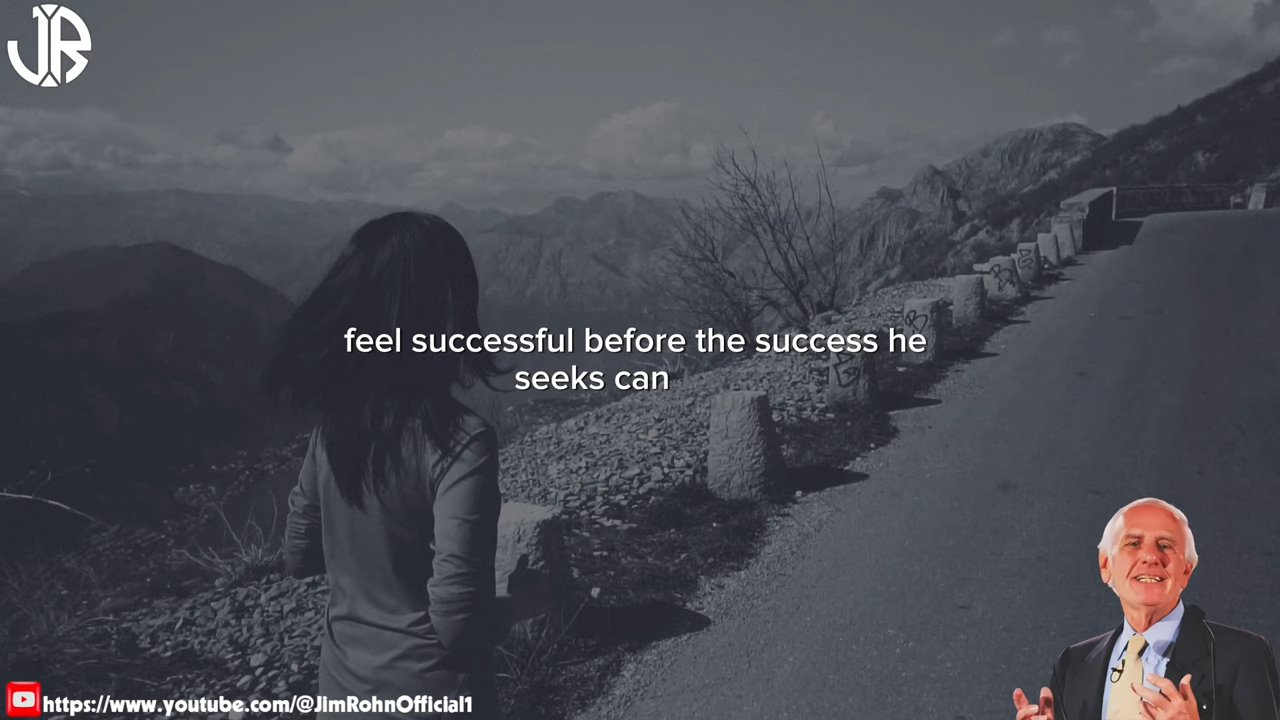 JR
feel successful before the success he
seeks can
https://www.youtube.com/@JimRohnOfficial1